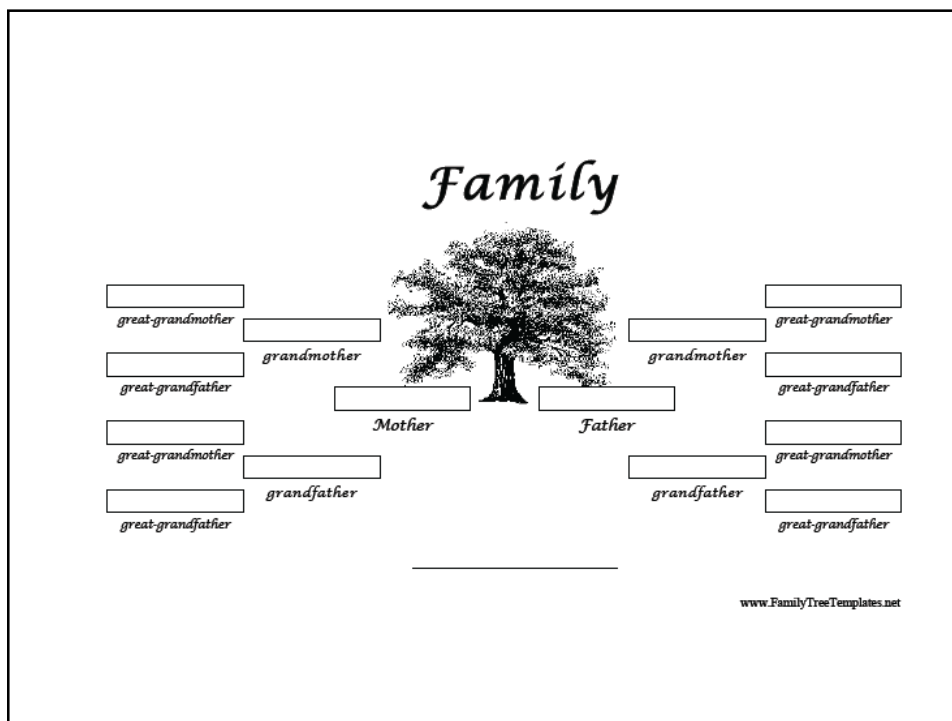 Family
great-grandmother
great-grandmother
grandmother
grandmother
great-grandfather
great-grandfather
Mother
Father
great-grandmother
great-grandmother
grandfather
grandfather
great-grandfather
great-grandfather
www.FamilyTreeTemplates.net